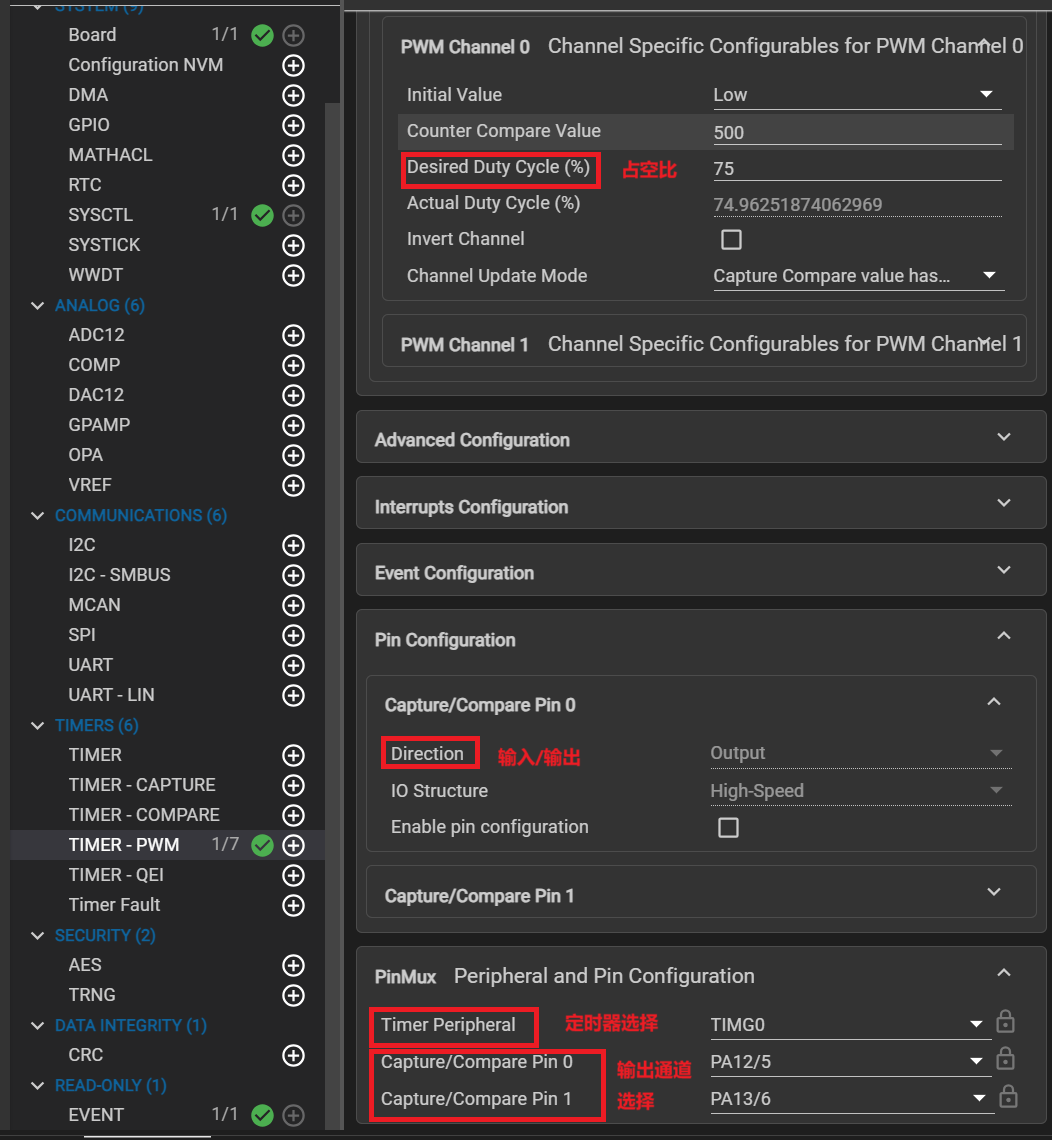 SYSTEM (9)
Board 1/1
Configuration NVM
DMA
GPIO
MATHACL
RTC
SYSCTL 1/1
SYSTICK
WWDT
ANALOG (6)
ADC12
COMP
DAC12
GPAMP
OPA
VREF
COMMUNICATIONS (6)
I2C
I2C - SMBUS
MCAN
SPI
UART
UART - LIN
TIMERS (6)
TIMER
TIMER - CAPTURE
TIMER - COMPARE
TIMER - PWM 1/7
TIMER - QEI
Timer Fault
SECURITY (2)
AES
TRNG
DATA INTEGRITY (1)
CRC
READ-ONLY (1)
EVENT 1/1
PWM Channel 0 Channel Specific Configurables for PWM Channel 0
Initial Value Low
Counter Compare Value 500
Desired Duty Cycle (%) 占空比 75
Actual Duty Cycle (%) 74.96251874062969
Invert Channel
Channel Update Mode Capture Compare value has...
PWM Channel 1 Channel Specific Configurables for PWM Channel 1
Advanced Configuration
Interrupts Configuration
Event Configuration
Pin Configuration
Capture/Compare Pin 0
Direction 输入/输出 Output
IO Structure High-Speed
Enable pin configuration
Capture/Compare Pin 1
PinMux Peripheral and Pin Configuration
Timer Peripheral 定时器选择 TIMG0
Capture/Compare Pin 0 输出通道 PA12/5
Capture/Compare Pin 1 选择 PA13/6